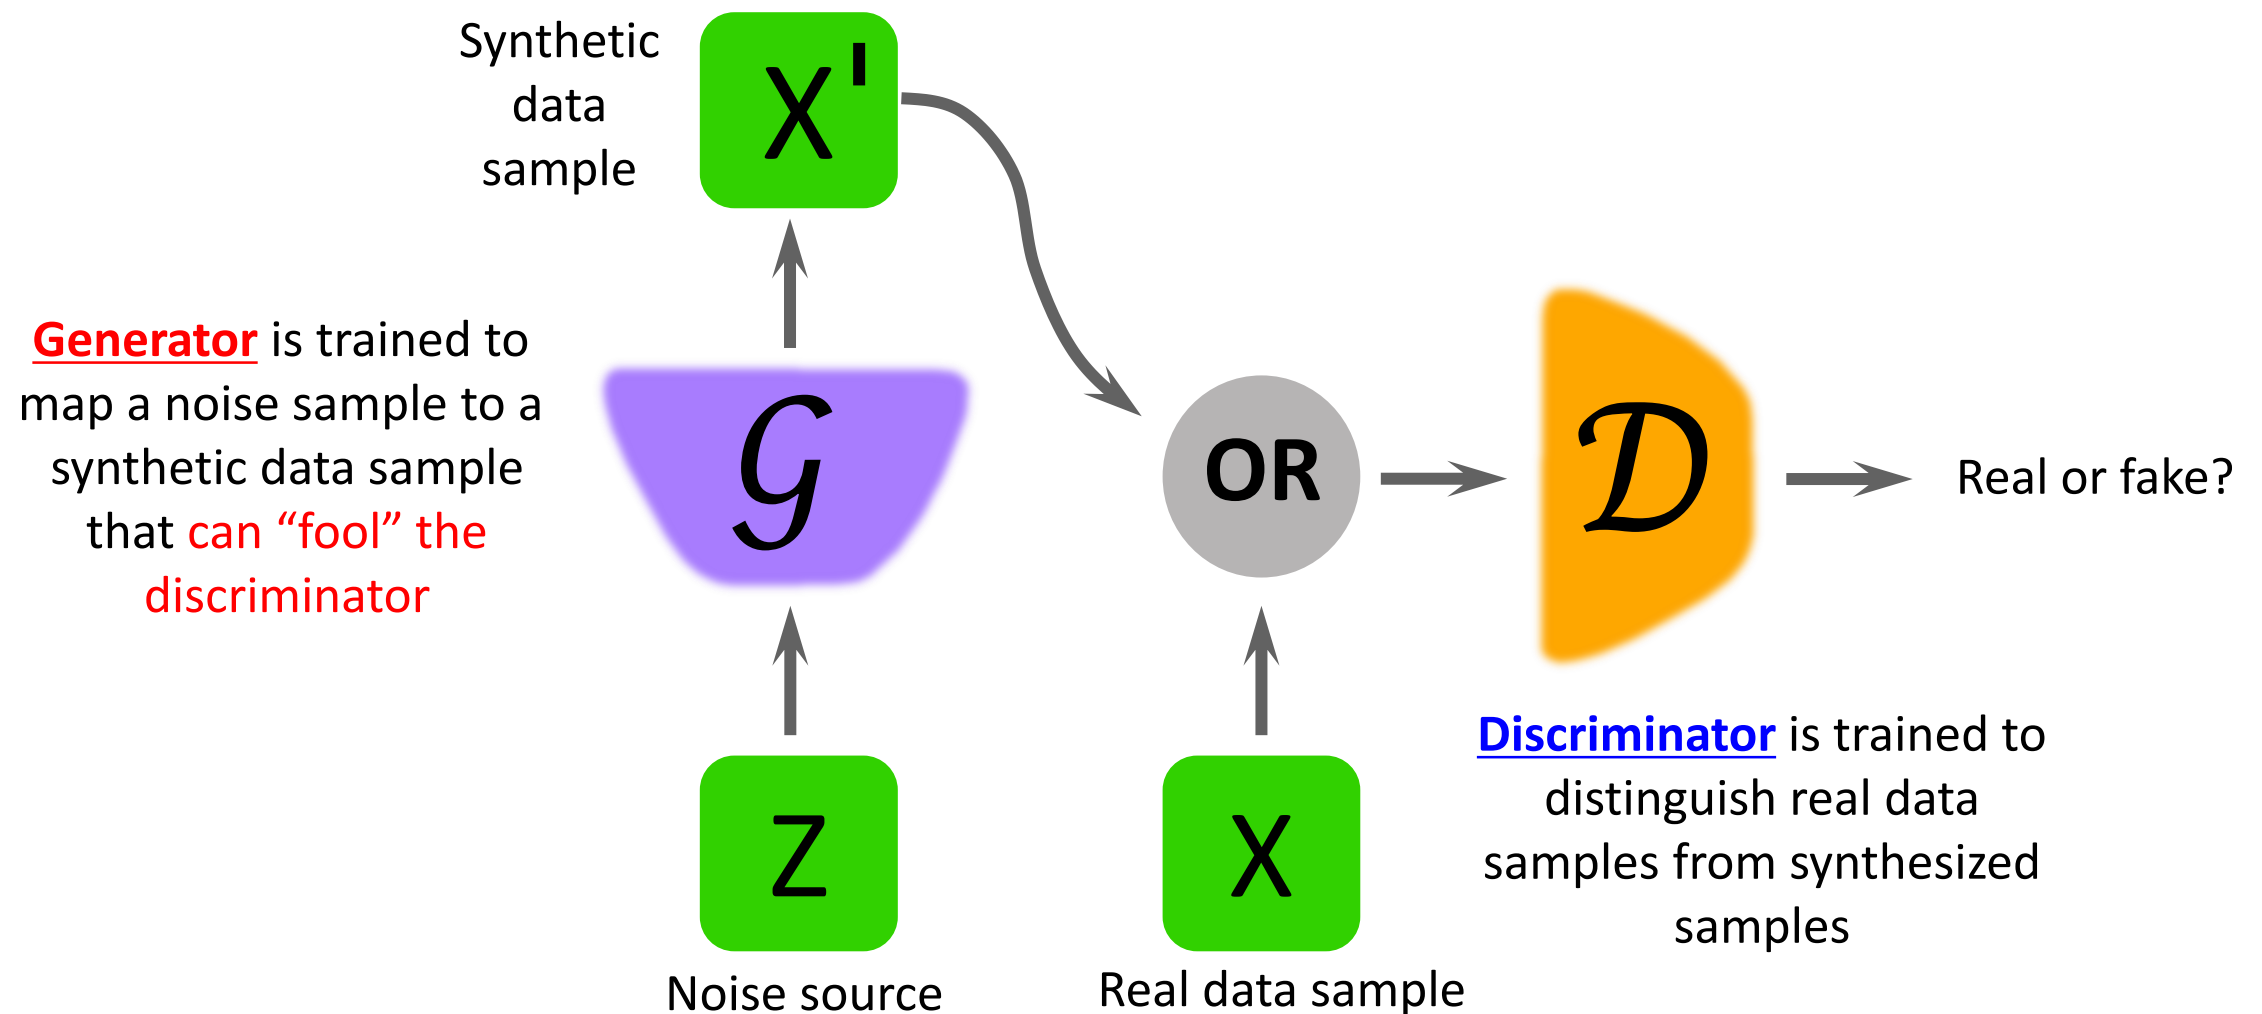 Synthetic
data
sample
X'
Generator is trained to
map a noise sample to a
synthetic data sample
that can “fool” the
discriminator
G
OR
D
Real or fake?
Z
Noise source
X
Real data sample
Discriminator is trained to
distinguish real data
samples from synthesized
samples